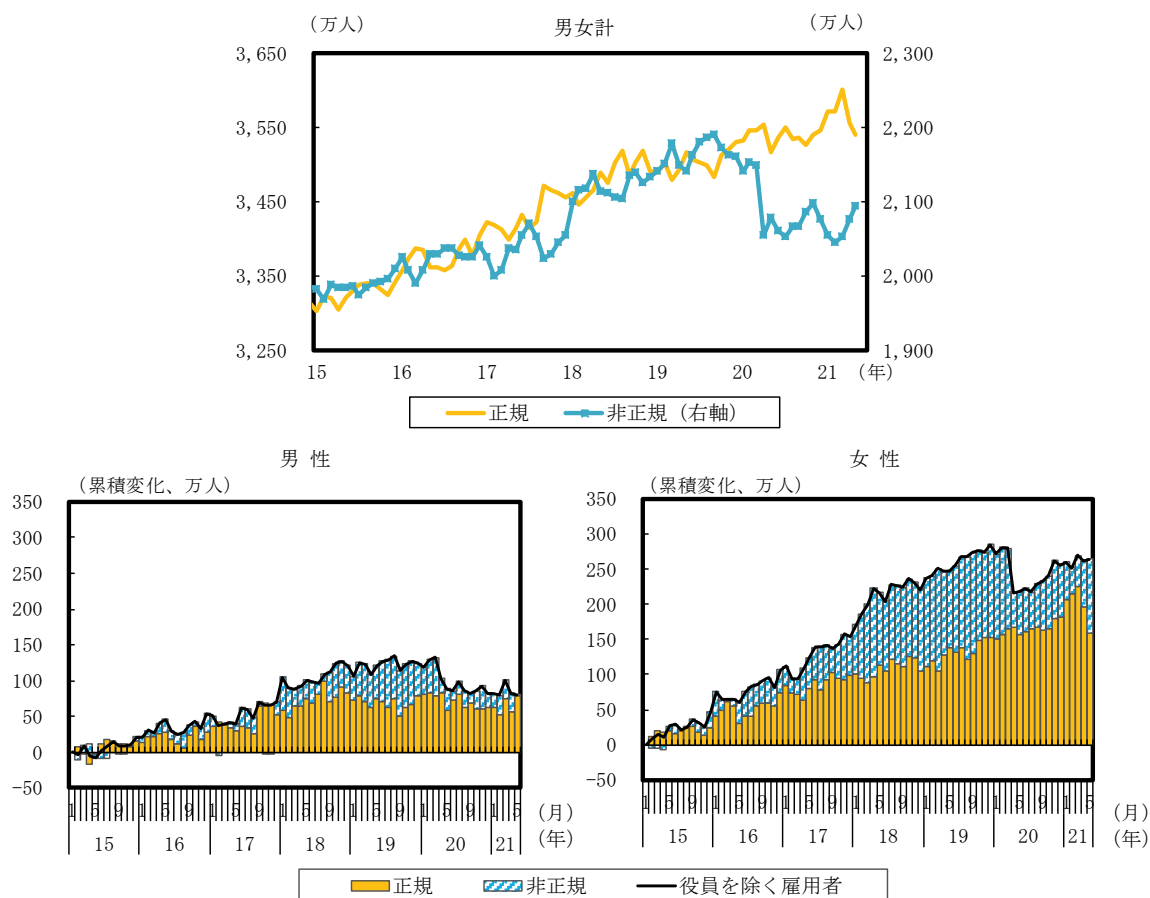 （万人）
男女計
（万人）
3,650
3,550
3,450
3,350
3,250
2,300
2,200
2,100
2,000
1,900
15 16 17 18 19 20 21 （年）
正規 非正規（右軸）
男 性
（累積変化、万人）
350
300
250
200
150
100
50
0
-50
1 5 9 1 5 9 1 5 9 1 5 9 1 5 9 1 5 9 1 5 （月）
15 16 17 18 19 20 21 （年）
女 性
（累積変化、万人）
350
300
250
200
150
100
50
0
-50
1 5 9 1 5 9 1 5 9 1 5 9 1 5 9 1 5 9 1 5 （月）
15 16 17 18 19 20 21 （年）
正規 非正規 役員を除く雇用者